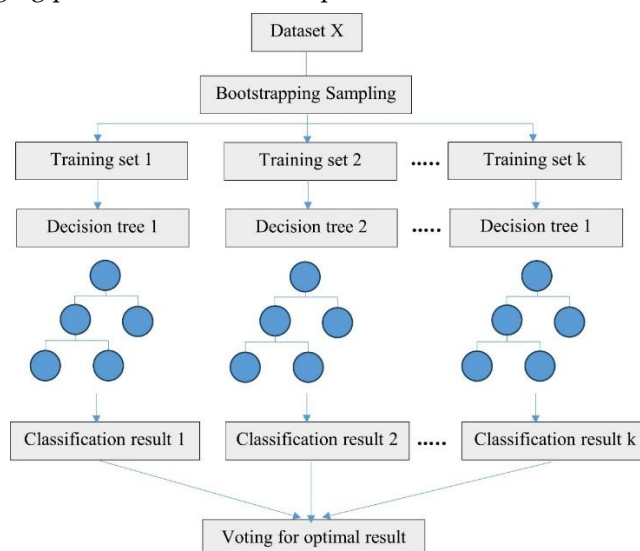 Dataset X
Bootstrapping Sampling
Training set 1
Training set 2
.....
Training set k
Decision tree 1
Decision tree 2
.....
Decision tree 1
Classification result 1
Classification result 2
.....
Classification result k
Voting for optimal result